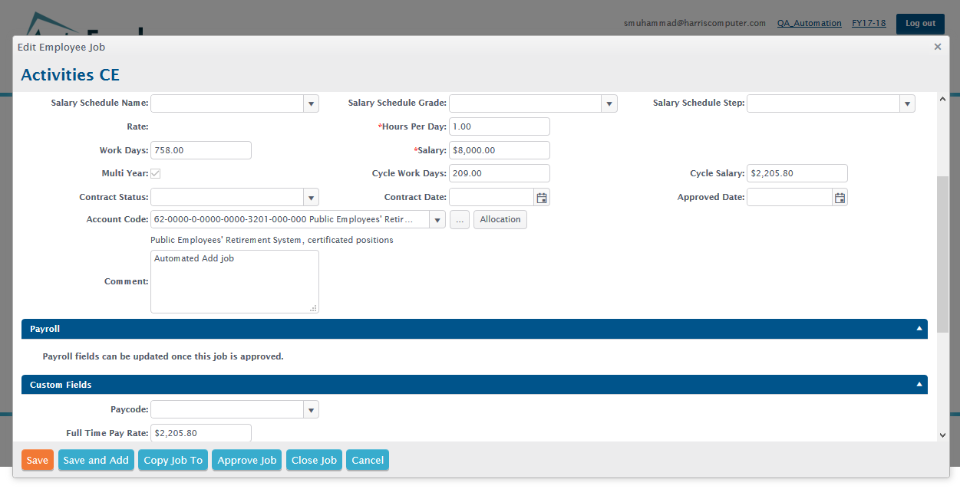 smuhammad@harriscomputer.com QA_Automation FY17-18 Log out
Edit Employee Job
Activities CE
Salary Schedule Name: Salary Schedule Grade: Salary Schedule Step:
Rate: *Hours Per Day: 1.00
Work Days: 758.00 *Salary: $8,000.00
Multi Year: Cycle Work Days: 209.00 Cycle Salary: $2,205.80
Contract Status: Contract Date: Approved Date:
Account Code: 62-0000-0-0000-0000-3201-000-000 Public Employees' Retir... ... Allocation
Public Employees' Retirement System, certificated positions
Comment: Automated Add job
Payroll
Payroll fields can be updated once this job is approved.
Custom Fields
Paycode:
Full Time Pay Rate: $2,205.80
Save Save and Add Copy Job To Approve Job Close Job Cancel